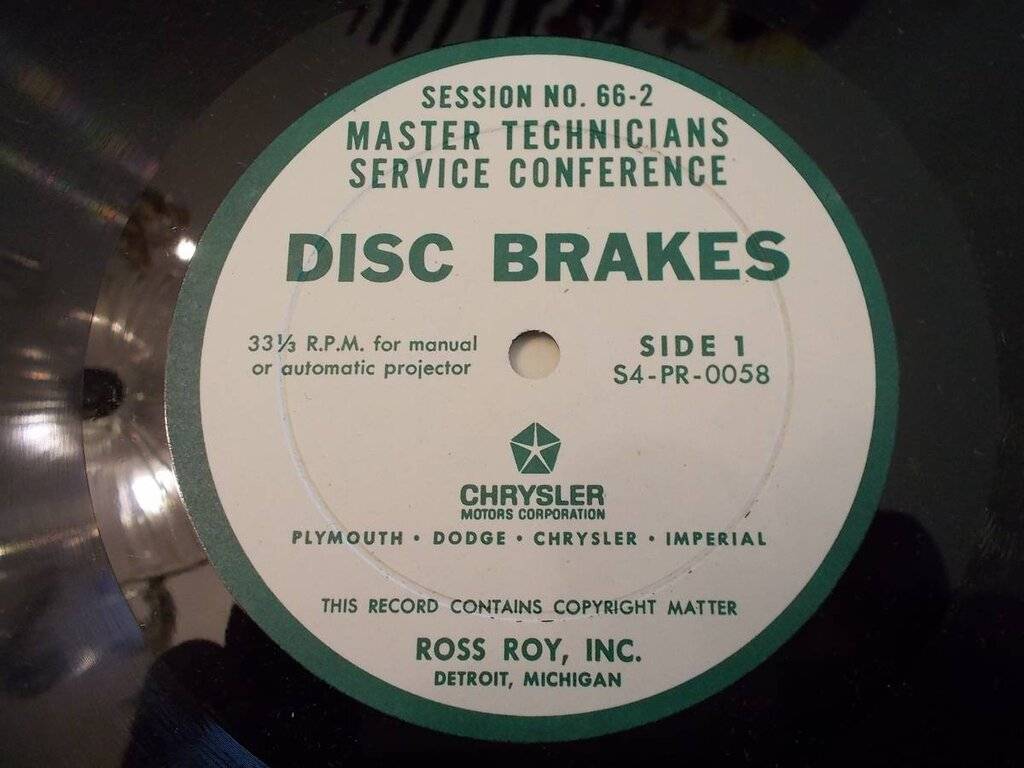 SESSION NO. 66-2
MASTER TECHNICIANS
SERVICE CONFERENCE
DISC BRAKES
33⅓ R.P.M. for manual
or automatic projector
SIDE 1
S4-PR-0058
CHRYSLER
MOTORS CORPORATION
PLYMOUTH • DODGE • CHRYSLER • IMPERIAL
THIS RECORD CONTAINS COPYRIGHT MATTER
ROSS ROY, INC.
DETROIT, MICHIGAN